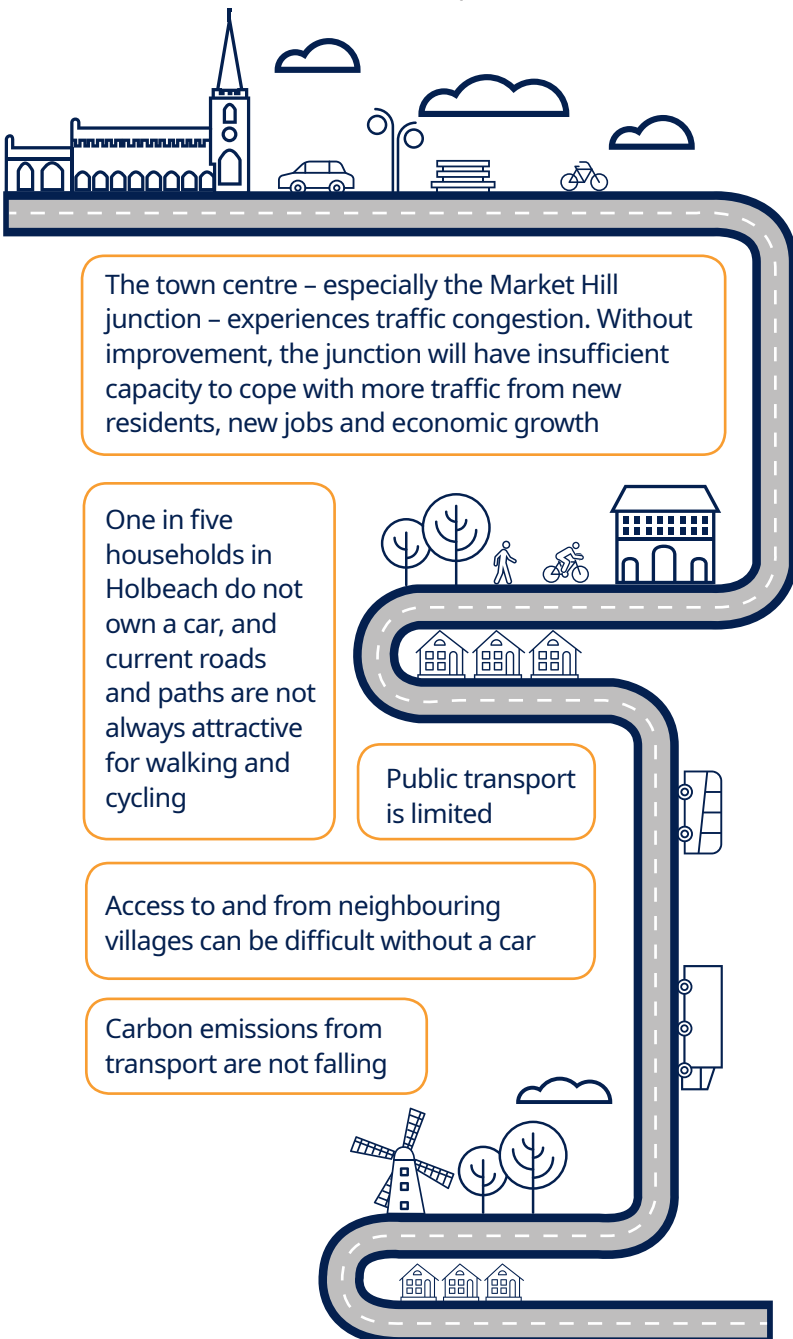 The town centre – especially the Market Hill
junction – experiences traffic congestion. Without
improvement, the junction will have insufficient
capacity to cope with more traffic from new
residents, new jobs and economic growth
One in five
households in
Holbeach do not
own a car, and
current roads
and paths are not
always attractive
for walking and
cycling
Public transport
is limited
Access to and from neighbouring
villages can be difficult without a car
Carbon emissions from
transport are not falling